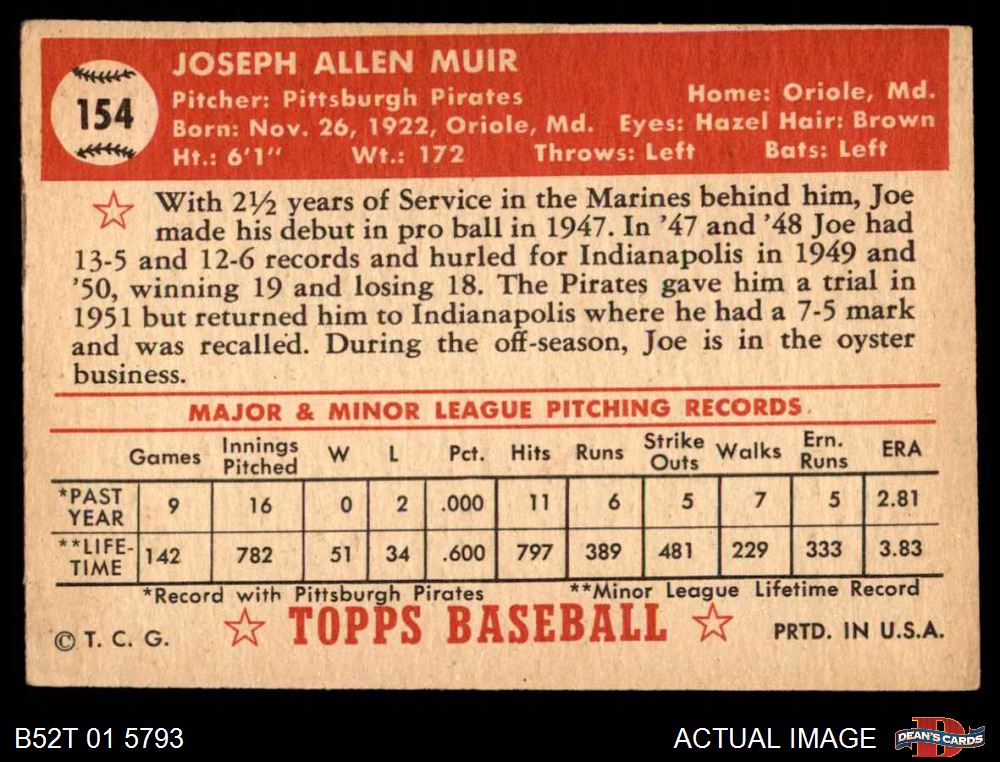 JOSEPH ALLEN MUIR
154
Pitcher: Pittsburgh Pirates Home: Oriole, Md.
Born: Nov. 26, 1922, Oriole, Md. Eyes: Hazel Hair: Brown
Ht.: 6'1" Wt.: 172 Throws: Left Bats: Left
With 2½ years of Service in the Marines behind him, Joe
made his debut in pro ball in 1947. In '47 and '48 Joe had
13-5 and 12-6 records and hurled for Indianapolis in 1949 and
'50, winning 19 and losing 18. The Pirates gave him a trial in
1951 but returned him to Indianapolis where he had a 7-5 mark
and was recalled. During the off-season, Joe is in the oyster
business.
MAJOR & MINOR LEAGUE PITCHING RECORDS
Games Innings Pitched W L Pct. Hits Runs Strike Outs Walks Ern. Runs ERA
*PAST YEAR 9 16 0 2 .000 11 6 5 7 5 2.81
**LIFE-TIME 142 782 51 34 .600 797 389 481 229 333 3.83
*Record with Pittsburgh Pirates **Minor League Lifetime Record
© T. C. G. TOPPS BASEBALL PRTD. IN U.S.A.
B52T 01 5793 ACTUAL IMAGE DEAN'S CARDS